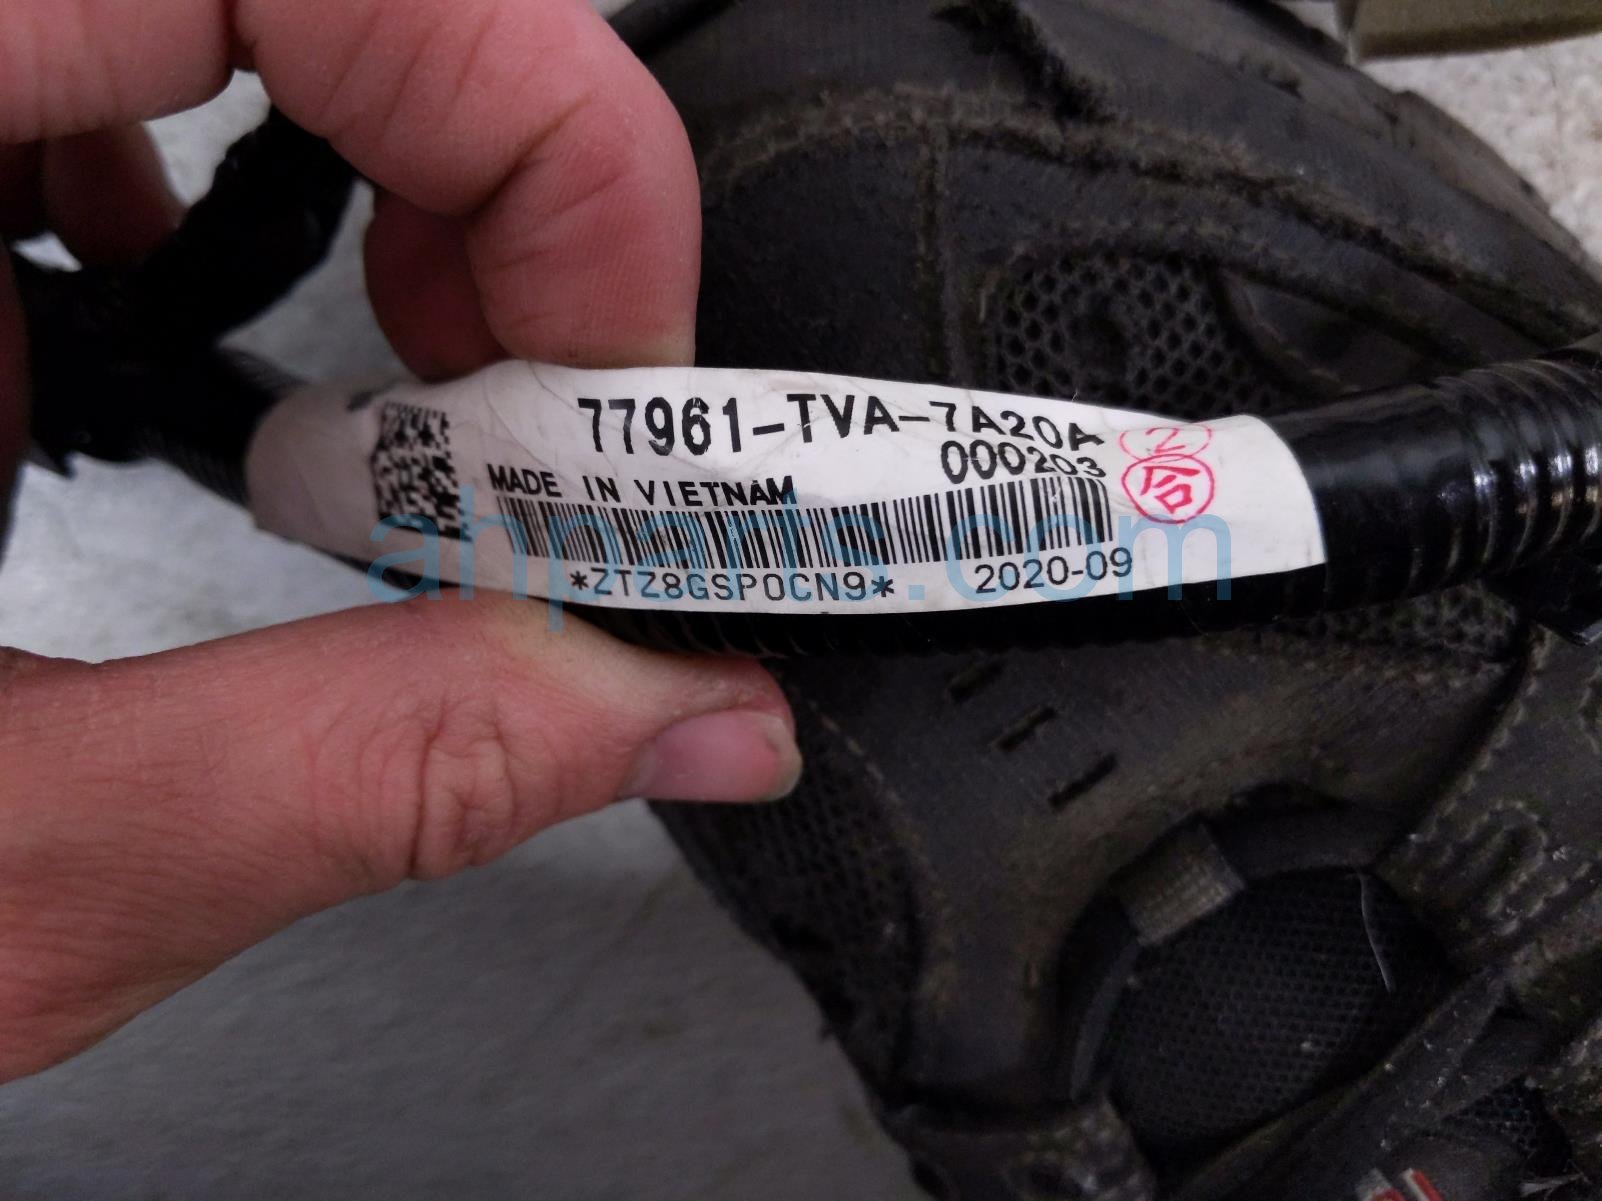 77961-TVA-7A20A
000203
MADE IN VIETNAM
2
合
*ZTZ8GSP0CN9*
2020-09
ahparts.com